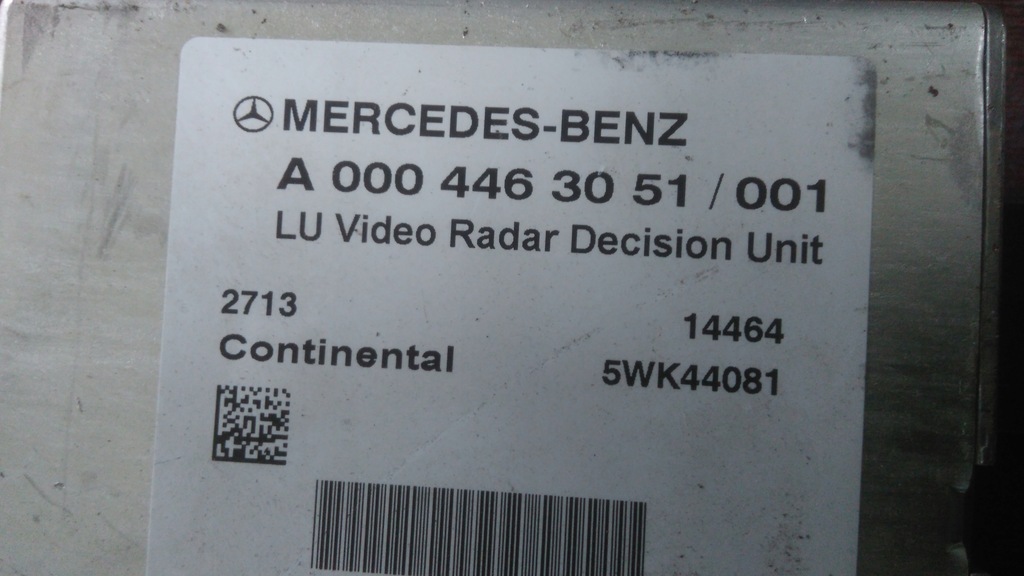 MERCEDES-BENZ
A 000 446 30 51 / 001
LU Video Radar Decision Unit
2713
14464
Continental
5WK44081